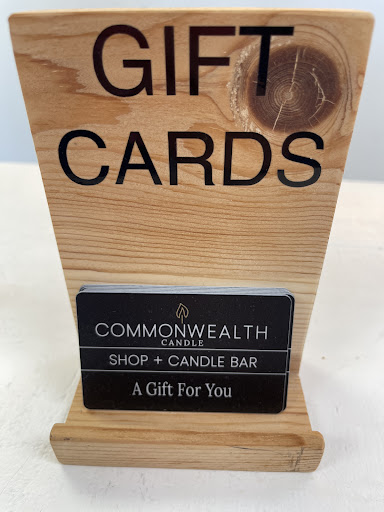 GIFT
CARDS
COMMONWEALTH
CANDLE
SHOP + CANDLE BAR
A Gift For You